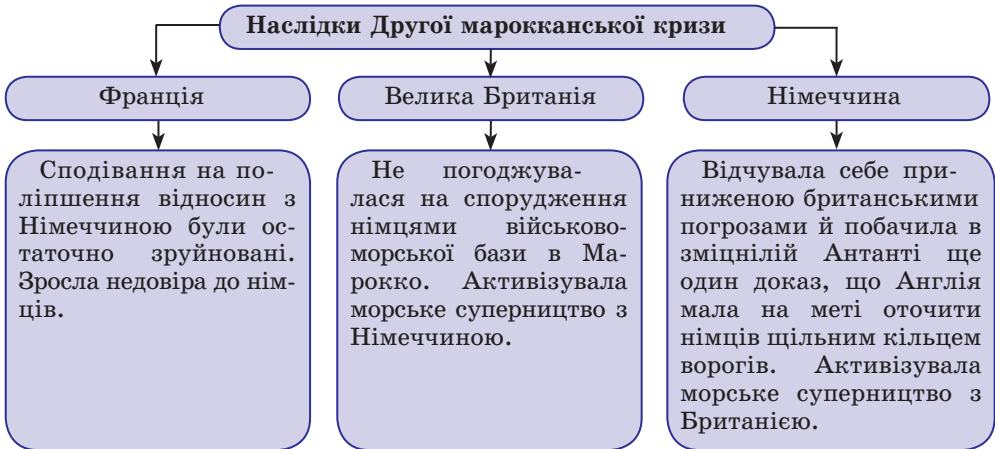 Наслідки Другої марокканської кризи
Франція
Велика Британія
Німеччина
Сподівання на по-
ліпшення відносин з
Німеччиною були ос-
таточно зруйновані.
Зросла недовіра до нім-
ців.
Не погоджува-
лася на спорудження
німцями військово-
морської бази в Ма-
рокко. Активізувала
морське суперництво з
Німеччиною.
Відчувала себе при-
ниженою британськими
погрозами й побачила в
зміцнілій Антанті ще
один доказ, що Англія
мала на меті оточити
німців щільним кільцем
ворогів. Активізувала
морське суперництво з
Британією.